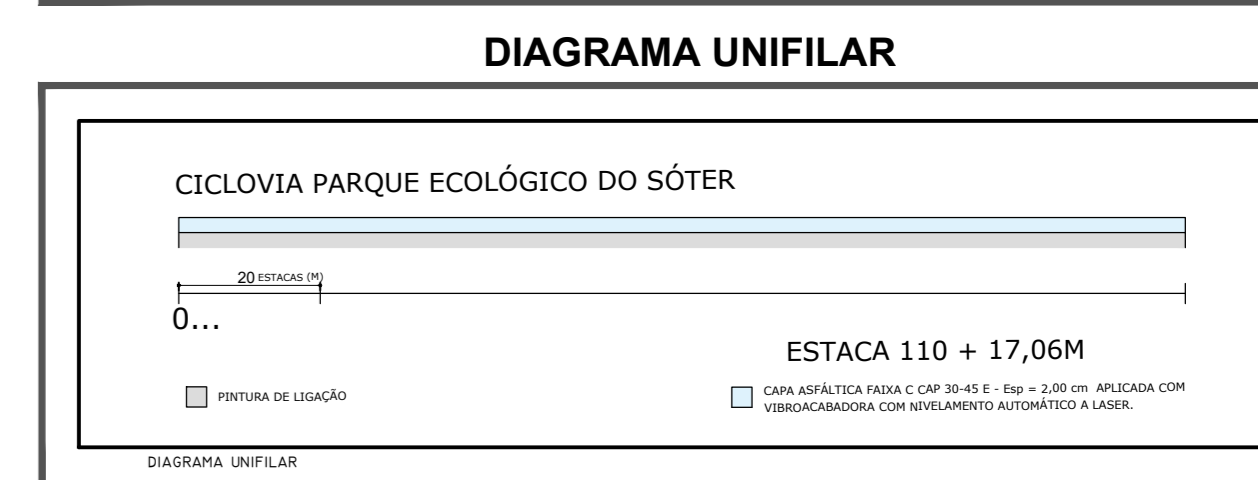 DIAGRAMA UNIFILAR
CICLOVIA PARQUE ECOLÓGICO DO SÓTER
20 ESTACAS (M)
0...
ESTACA 110 + 17,06M
PINTURA DE LIGAÇÃO
CAPA ASFÁLTICA FAIXA C CAP 30-45 E - Esp = 2,00 cm APLICADA COM
VIBROACABADORA COM NIVELAMENTO AUTOMÁTICO A LASER.
DIAGRAMA UNIFILAR